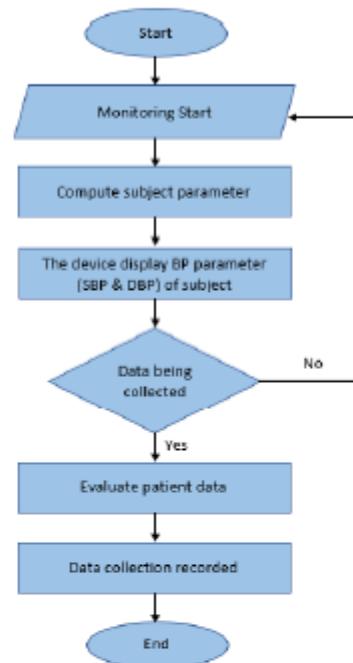 Start
Monitoring Start
Compute subject parameter
The device display BP parameter
(SBP & DBP) of subject
Data being
collected
No
Yes
Evaluate patient data
Data collection recorded
End